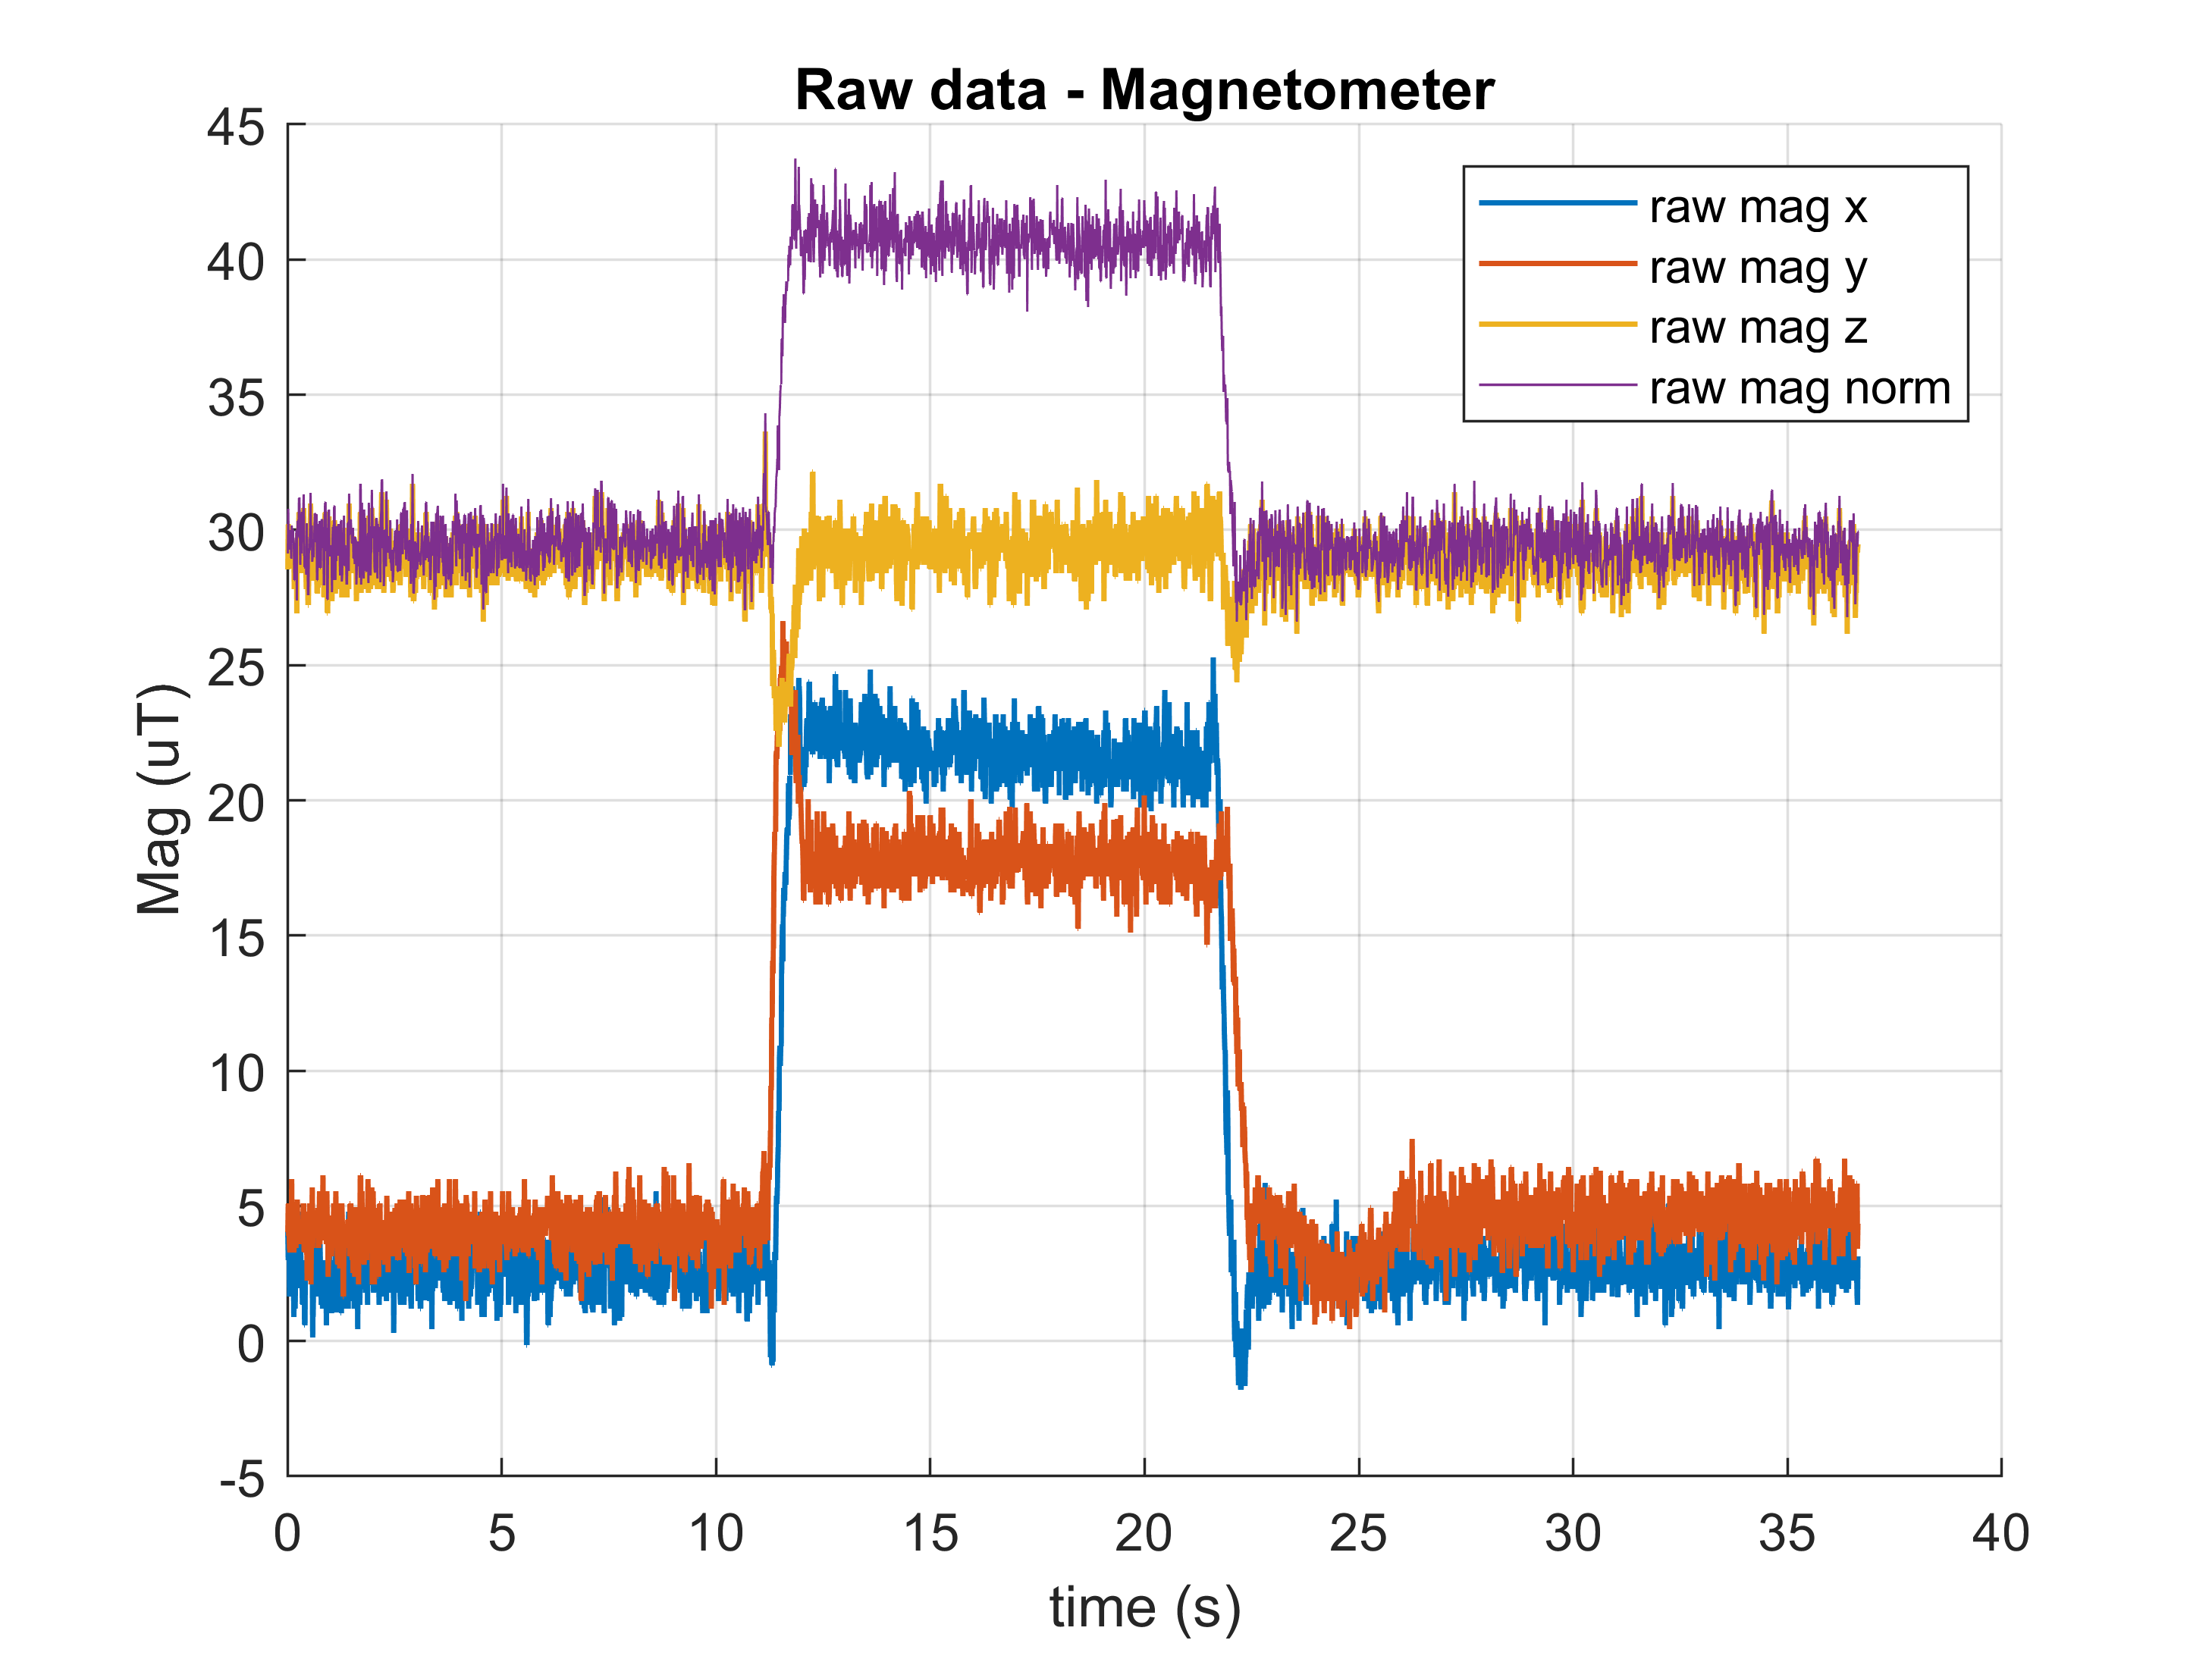 Raw data - Magnetometer
45
40
35
30
25
20
15
10
5
0
-5
Mag (uT)
raw mag x
raw mag y
raw mag z
raw mag norm
0 5 10 15 20 25 30 35 40
time (s)